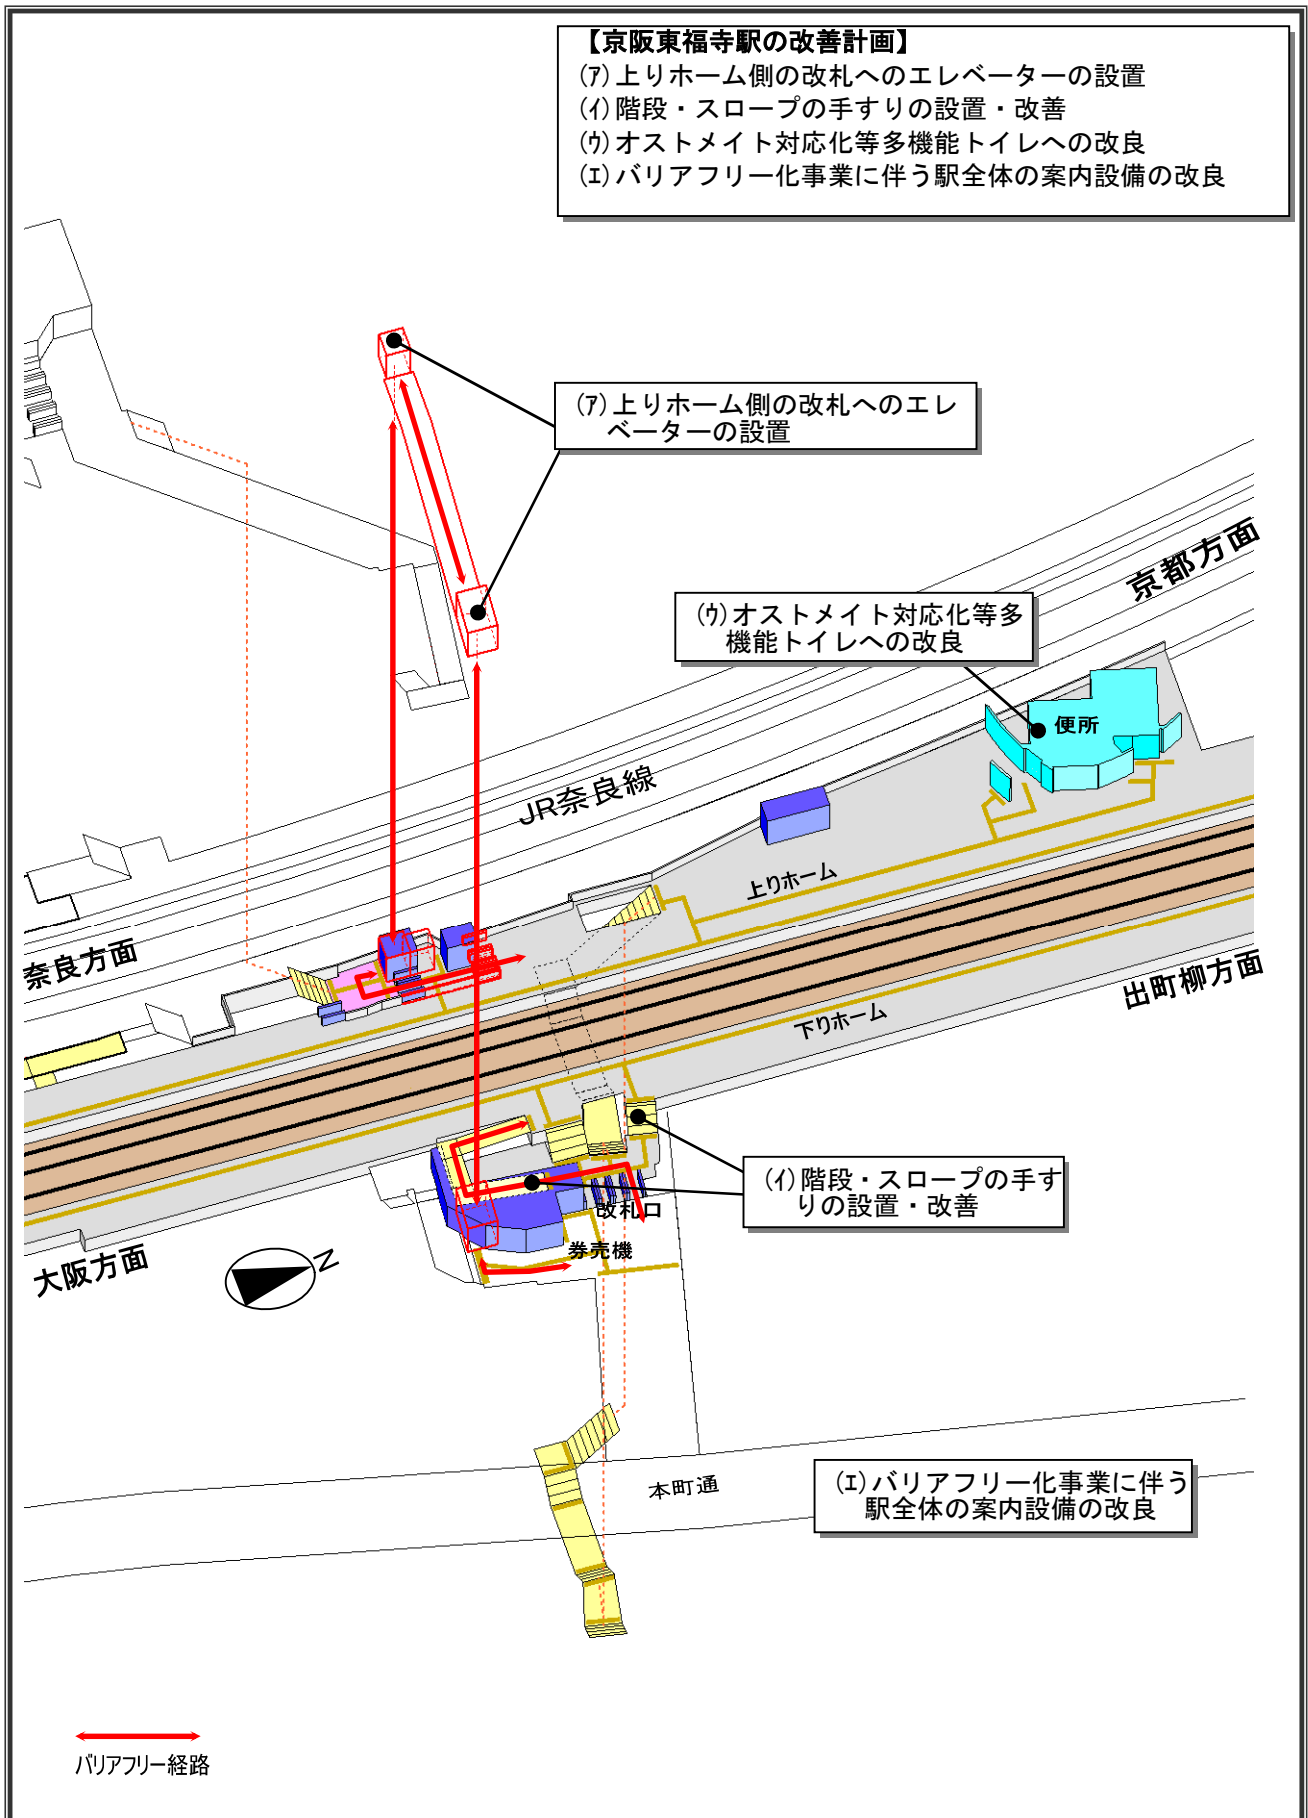 【京阪東福寺駅の改善計画】
(ｱ)上りホーム側の改札へのエレベーターの設置
(ｲ)階段・スロープの手すりの設置・改善
(ｳ)オストメイト対応化等多機能トイレへの改良
(ｴ)バリアフリー化事業に伴う駅全体の案内設備の改良
(ｱ)上りホーム側の改札へのエレ
ベーターの設置
京都方面
(ｳ)オストメイト対応化等多
機能トイレへの改良
便所
JR奈良線
上りホーム
奈良方面
出町柳方面
下りホーム
(ｲ)階段・スロープの手す
りの設置・改善
改札口
券売機
大阪方面
N
本町通
(ｴ)バリアフリー化事業に伴う
駅全体の案内設備の改良
バリアフリー経路